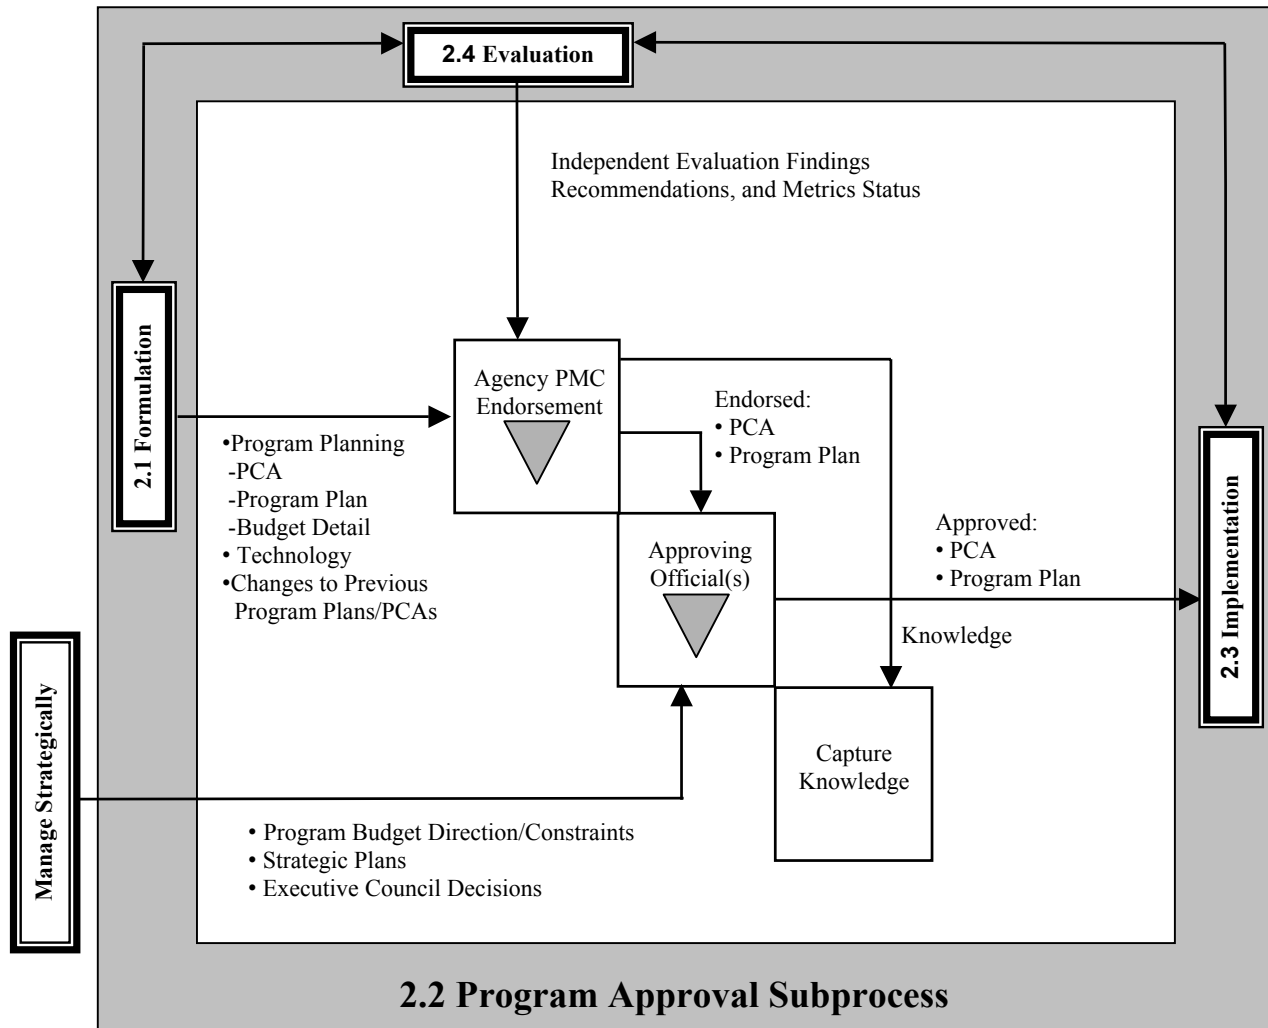 2.4 Evaluation
Independent Evaluation Findings
Recommendations, and Metrics Status
2.1 Formulation
Agency PMC
Endorsement
Endorsed:
• PCA
• Program Plan
•Program Planning
-PCA
-Program Plan
-Budget Detail
• Technology
•Changes to Previous
Program Plans/PCAs
Approving
Official(s)
Approved:
• PCA
• Program Plan
2.3 Implementation
Knowledge
Manage Strategically
Capture
Knowledge
• Program Budget Direction/Constraints
• Strategic Plans
• Executive Council Decisions
2.2 Program Approval Subprocess